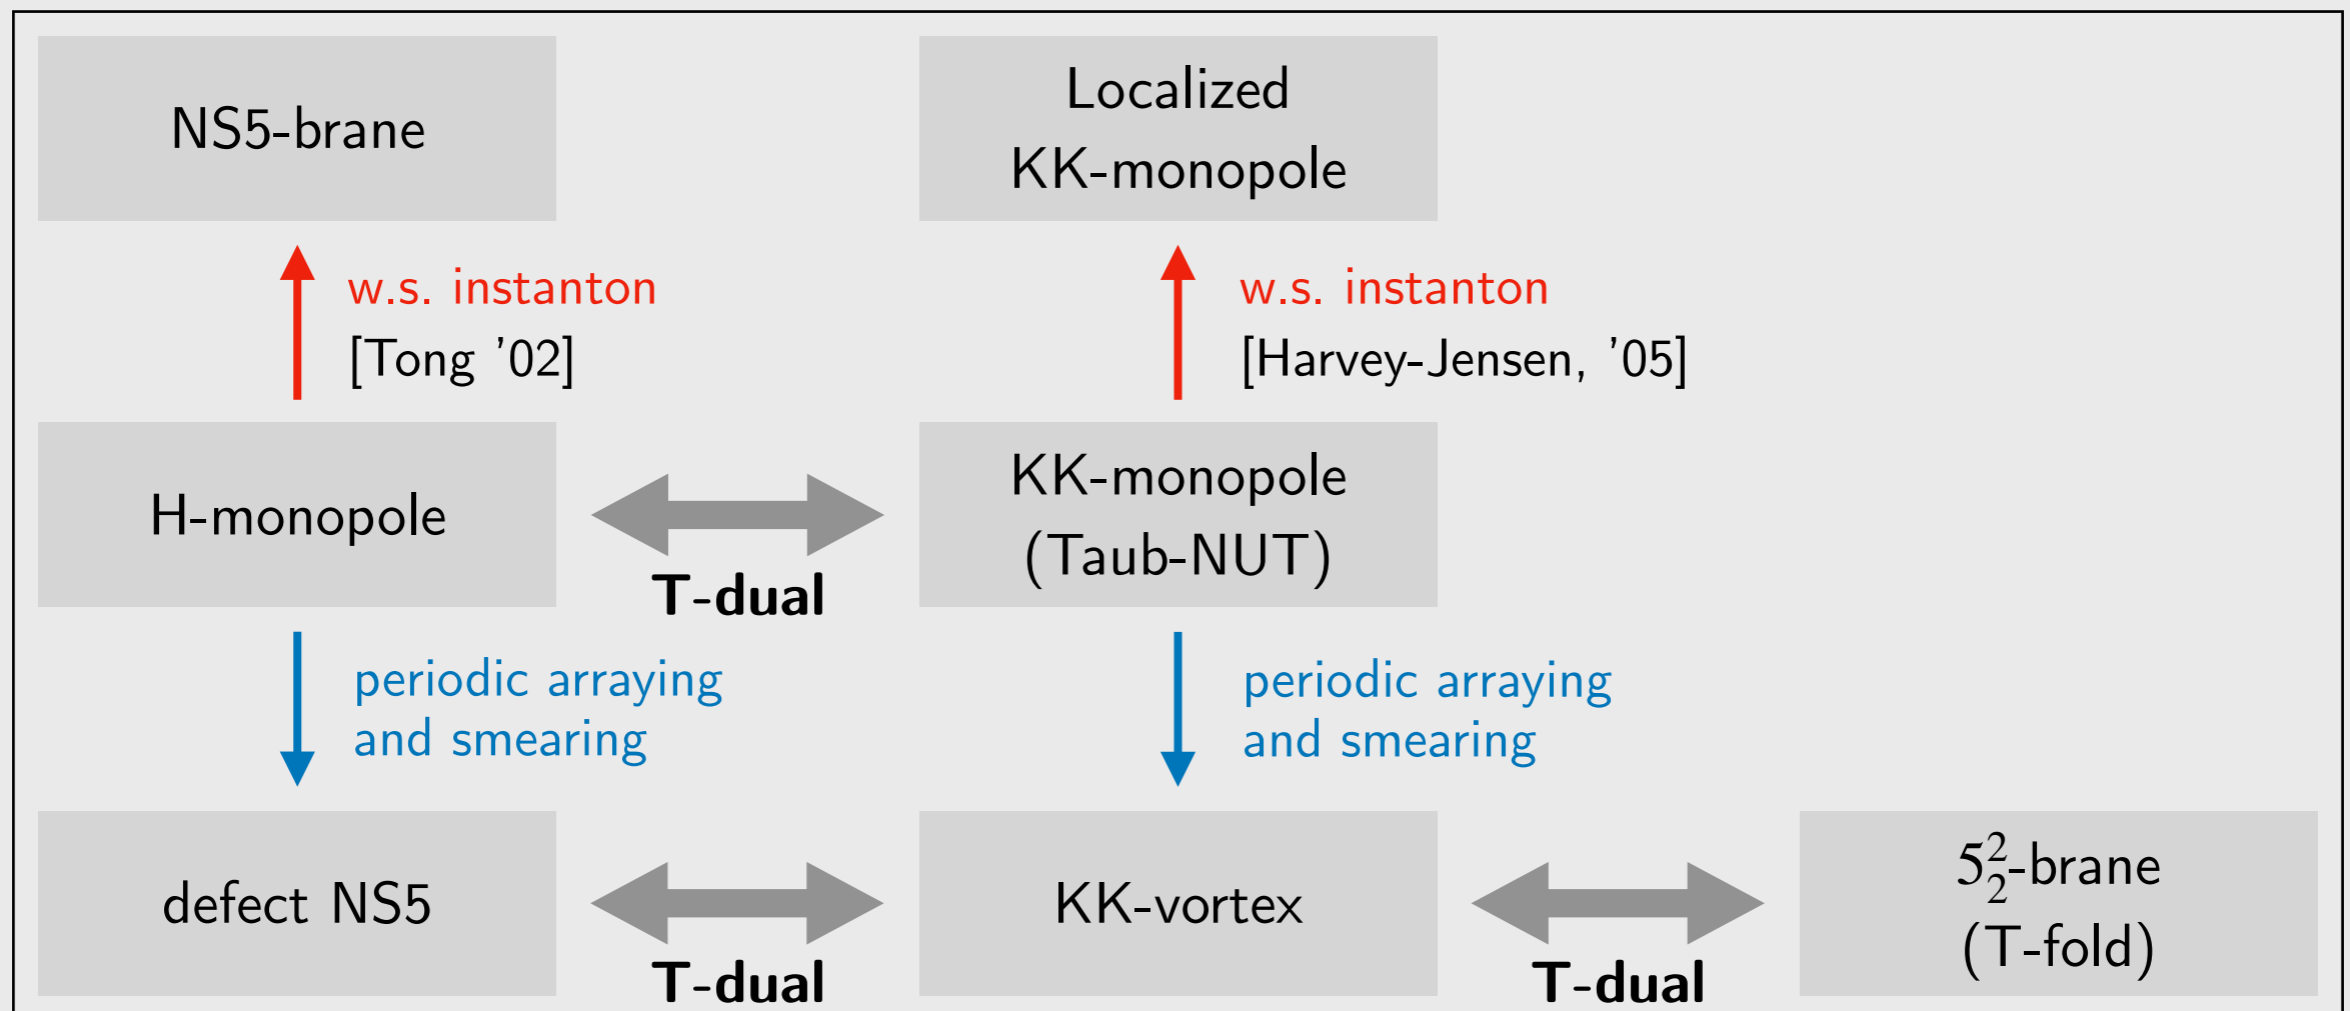 NS5-brane
Localized
KK-monopole
w.s. instanton
[Tong '02]
w.s. instanton
[Harvey-Jensen, '05]
H-monopole
T-dual
KK-monopole
(Taub-NUT)
periodic arraying
and smearing
periodic arraying
and smearing
defect NS5
T-dual
KK-vortex
T-dual
5²₂-brane
(T-fold)